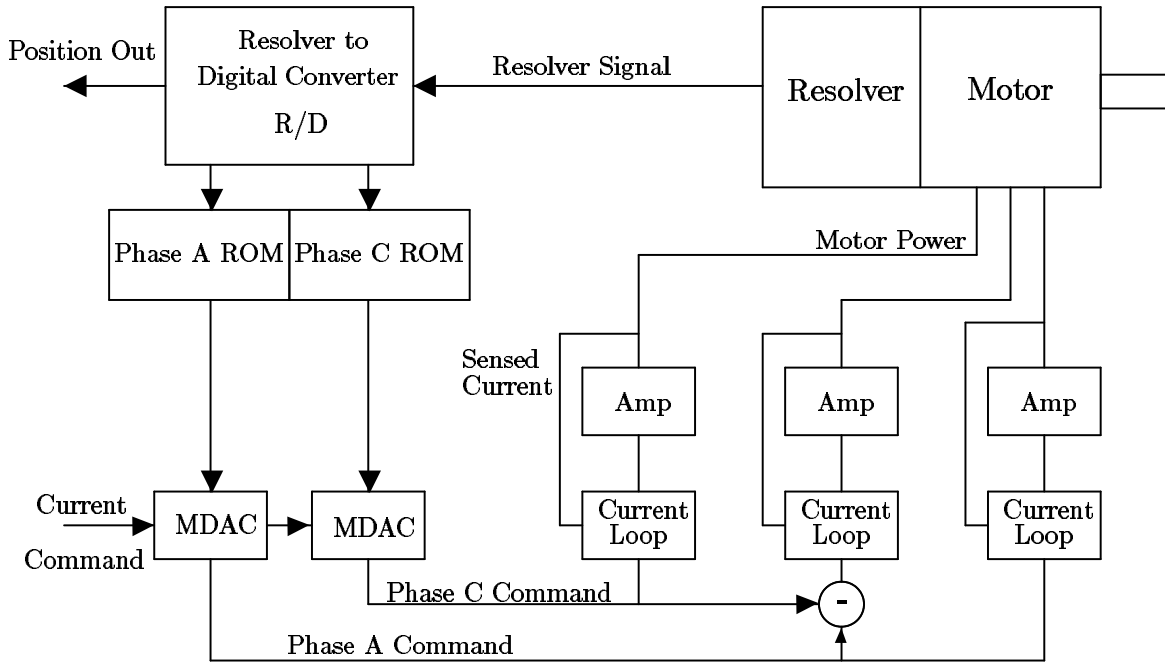 Position Out
Resolver to
Digital Converter
R/D
Resolver Signal
Resolver
Motor
Phase A ROM
Phase C ROM
Motor Power
Sensed
Current
Amp
Amp
Amp
Current
Command
MDAC
MDAC
Current
Loop
Current
Loop
Current
Loop
Phase C Command
-
Phase A Command